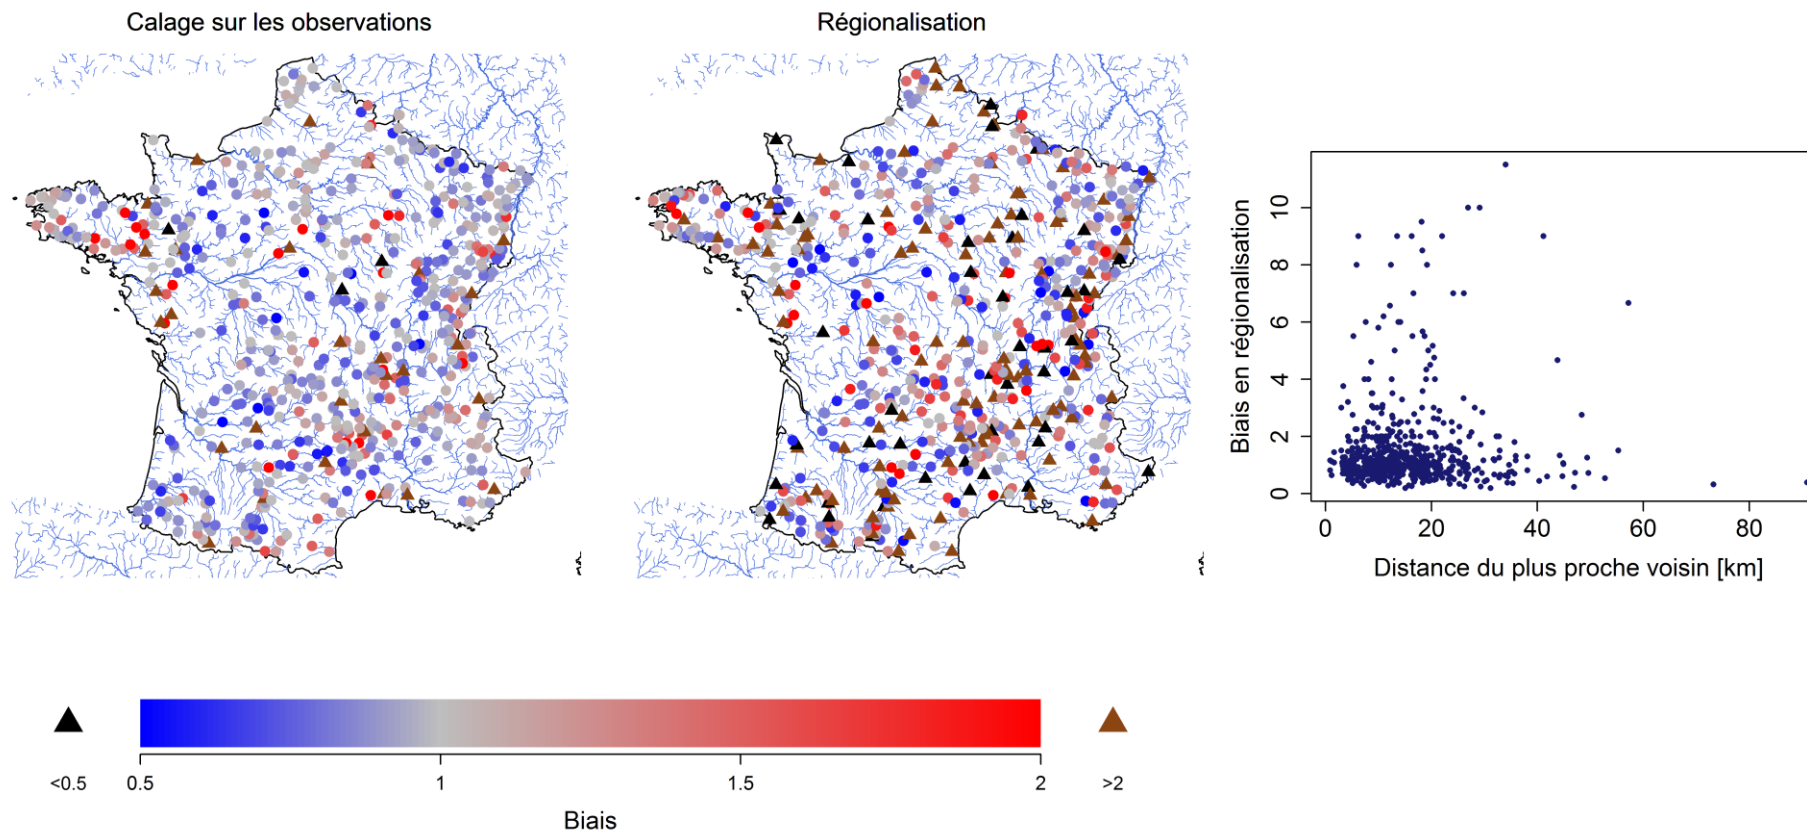 Calage sur les observations
Régionalisation
Biais en régionalisation
10
8
6
4
2
0
0 20 40 60 80
Distance du plus proche voisin [km]
<0.5
0.5 1 1.5 2
>2
Biais